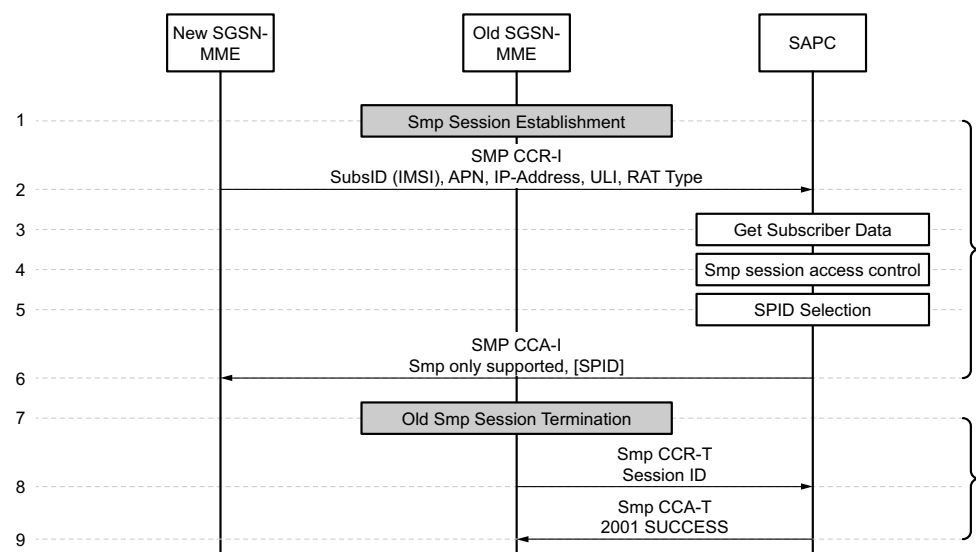 New SGSN-
MME
Old SGSN-
MME
SAPC
1
Smp Session Establishment
SMP CCR-I
SubsID (IMSI), APN, IP-Address, ULI, RAT Type
2
3
Get Subscriber Data
4
Smp session access control
5
SPID Selection
SMP CCA-I
Smp only supported, [SPID]
6
7
Old Smp Session Termination
Smp CCR-T
Session ID
8
Smp CCA-T
2001 SUCCESS
9